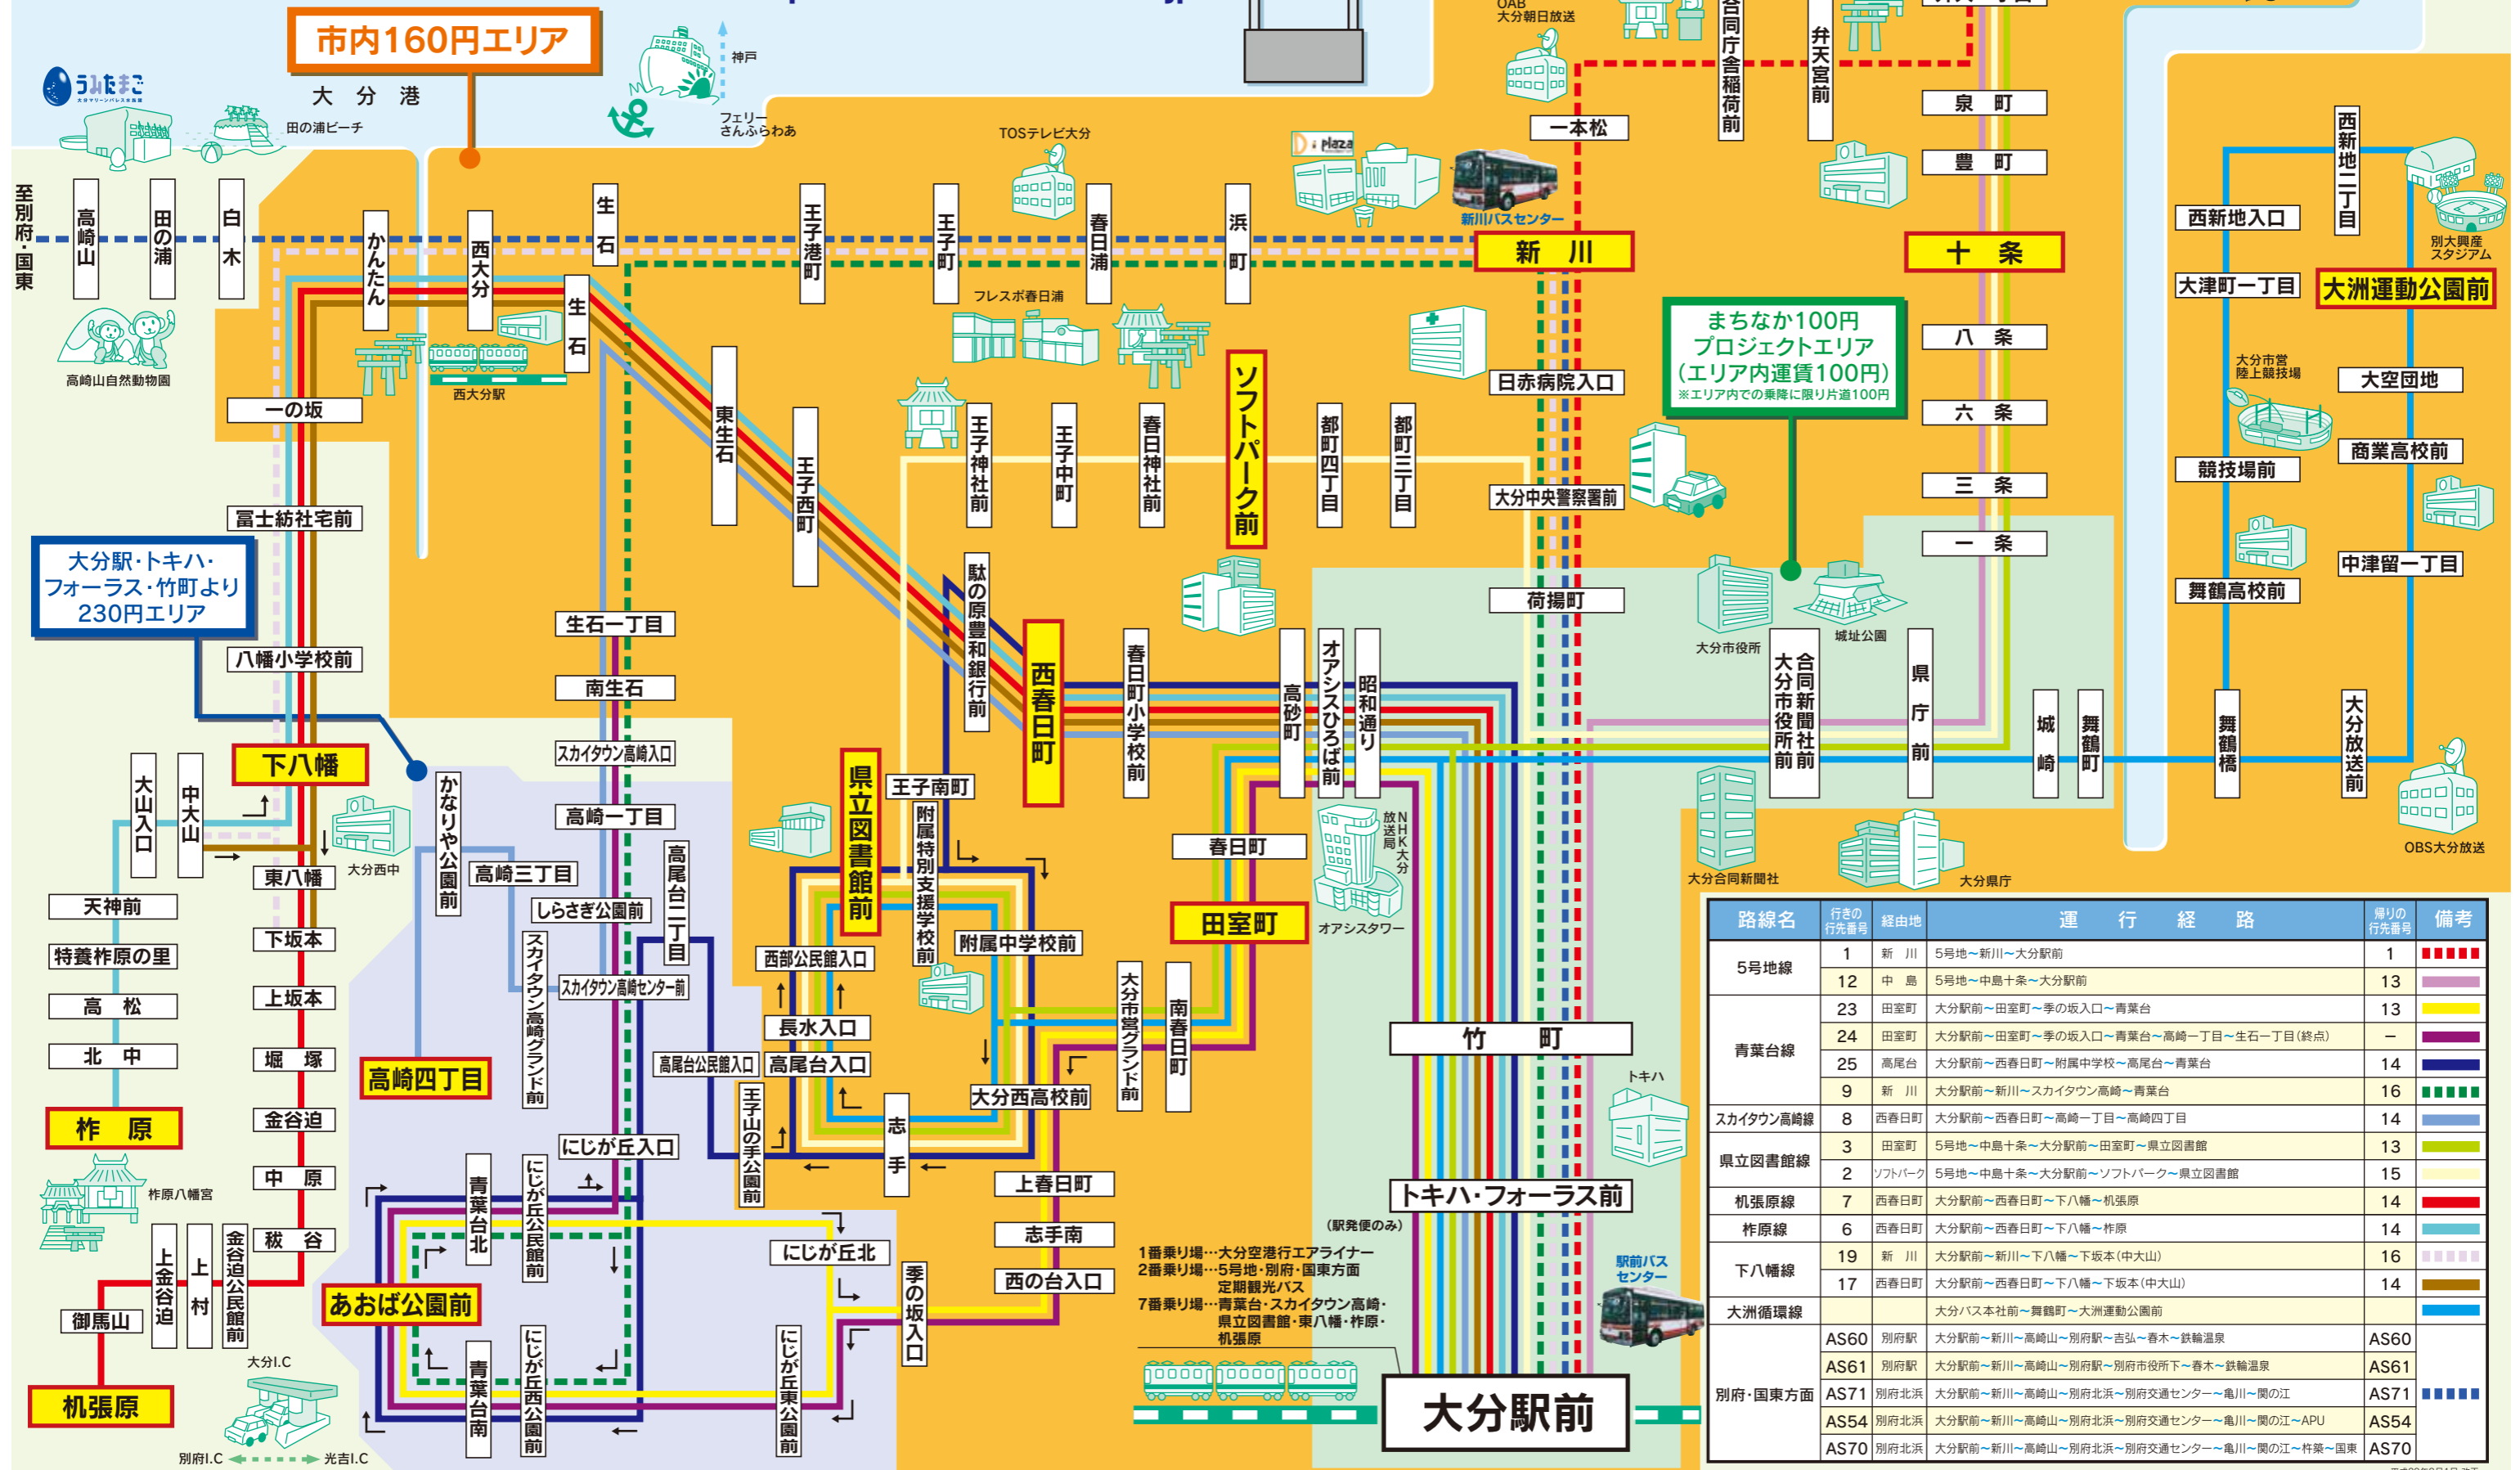 市内160円エリア
大分港
うみたまご
大分マリーンパレス水族館
田の浦ビーチ
神戸
フェリー
さんふらわあ
OAB
大分朝日放送
合同庁舎稲荷前
弁天宮前
一本松
泉町
豊町
TOSテレビ大分
D・plaza
新川バスセンター
西新地二丁目
西新地入口
別大興産
スタジアム
至別府・国東
高崎山
田の浦
白木
かんたん
西大分
生石
王子港町
王子町
春日浦
浜町
新川
十条
大津町一丁目
大洲運動公園前
高崎山自然動物園
西大分駅
生石
フレスポ春日浦
まちなか100円
プロジェクトエリア
(エリア内運賃100円)
※エリア内での乗降に限り片道100円
八条
大分市営
陸上競技場
大空団地
日赤病院入口
一の坂
東生石
王子西町
王子神社前
王子中町
春日神社前
ソフトパーク前
都町四丁目
都町三丁目
六条
商業高校前
競技場前
大分中央警察署前
三条
冨士紡社宅前
一条
大分駅・トキハ・
フォーラス・竹町より
230円エリア
中津留一丁目
舞鶴高校前
荷揚町
駄の原豊和銀行前
生石一丁目
大分市役所
城址公園
八幡小学校前
南生石
西春日町
春日町小学校前
高砂町
オアシスひろば前
昭和通り
合同新聞社前
大分市役所前
県庁前
城崎
舞鶴町
舞鶴橋
大分放送前
スカイタウン高崎入口
下八幡
大山入口
中大山
かなりや公園前
県立図書館前
王子南町
高崎一丁目
附属特別支援学校前
NHK大分
放送局
春日町
大分合同新聞社
大分県庁
OBS大分放送
大分西中
東八幡
高崎三丁目
高尾台二丁目
天神前
しらさぎ公園前
田室町
オアシスタワー
下坂本
特養柞原の里
スカイタウン高崎グランド前
スカイタウン高崎センター前
西部公民館入口
附属中学校前
大分市営グランド前
南春日町
上坂本
高松
長水入口
竹町
北中
堀塚
高崎四丁目
高尾台公民館入口
高尾台入口
王子山の手公園前
大分西高校前
志手
トキハ
柞原
金谷迫
にじが丘入口
中原
柞原八幡宮
青葉台北
にじが丘公民館前
上春日町
トキハ・フォーラス前
(駅発便のみ)
秡谷
上金谷迫
上村
金谷迫公民館前
にじが丘北
志手南
西の台入口
季の坂入口
あおば公園前
御馬山
青葉台南
にじが丘西公園前
にじが丘東公園前
机張原
大分I.C
別府I.C
光吉I.C
1番乗り場…大分空港行エアライナー
2番乗り場…5号地・別府・国東方面
定期観光バス
7番乗り場…青葉台・スカイタウン高崎・
県立図書館・東八幡・柞原・
机張原
駅前バス
センター
大分駅前
路線名 行きの行先番号 経由地 運行経路 帰りの行先番号 備考
5号地線 1 新川 5号地～新川～大分駅前 1
12 中島 5号地～中島十条～大分駅前 13
青葉台線 23 田室町 大分駅前～田室町～季の坂入口～青葉台 13
24 田室町 大分駅前～田室町～季の坂入口～青葉台～高崎一丁目～生石一丁目(終点) －
25 高尾台 大分駅前～西春日町～附属中学校～高尾台～青葉台 14
9 新川 大分駅前～新川～スカイタウン高崎～青葉台 16
スカイタウン高崎線 8 西春日町 大分駅前～西春日町～高崎一丁目～高崎四丁目 14
県立図書館線 3 田室町 5号地～中島十条～大分駅前～田室町～県立図書館 13
2 ソフトパーク 5号地～中島十条～大分駅前～ソフトパーク～県立図書館 15
机張原線 7 西春日町 大分駅前～西春日町～下八幡～机張原 14
柞原線 6 西春日町 大分駅前～西春日町～下八幡～柞原 14
下八幡線 19 新川 大分駅前～新川～下八幡～下坂本(中大山) 16
17 西春日町 大分駅前～西春日町～下八幡～下坂本(中大山) 14
大洲循環線 大分バス本社前～舞鶴町～大洲運動公園前
別府・国東方面 AS60 別府駅 大分駅前～新川～高崎山～別府駅～吉弘～春木～鉄輪温泉 AS60
AS61 別府駅 大分駅前～新川～高崎山～別府駅～別府市役所下～春木～鉄輪温泉 AS61
AS71 別府北浜 大分駅前～新川～高崎山～別府北浜～別府交通センター～亀川～関の江 AS71
AS54 別府北浜 大分駅前～新川～高崎山～別府北浜～別府交通センター～亀川～関の江～APU AS54
AS70 別府北浜 大分駅前～新川～高崎山～別府北浜～別府交通センター～亀川～関の江～杵築～国東 AS70